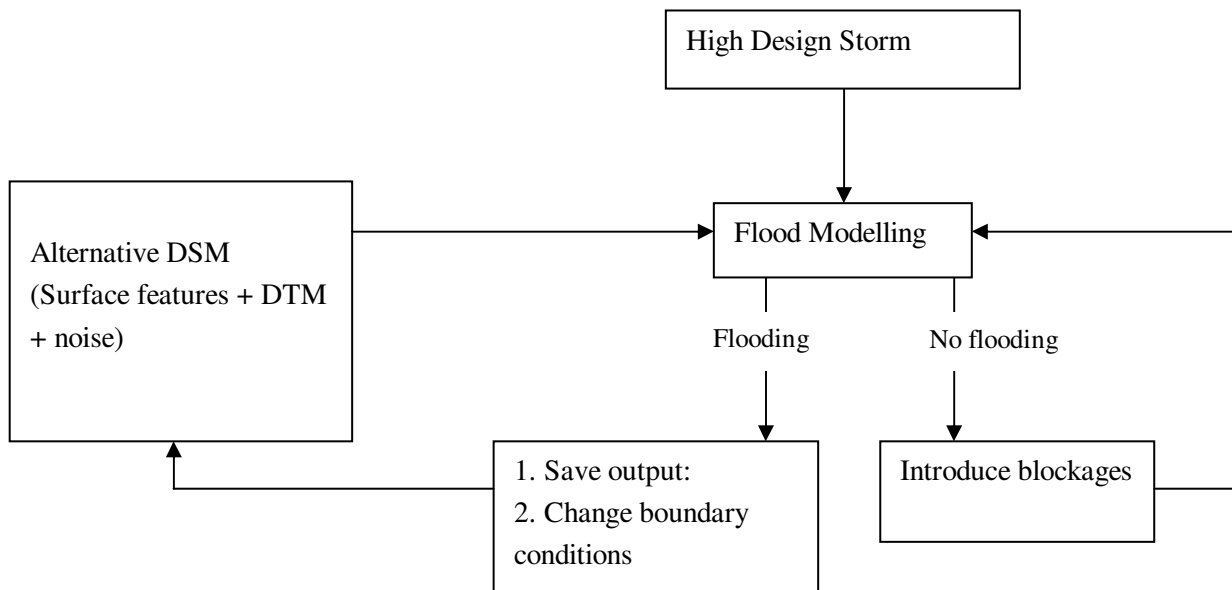 High Design Storm
Flood Modelling
Alternative DSM
(Surface features + DTM
+ noise)
Flooding
No flooding
1. Save output:
2. Change boundary
conditions
Introduce blockages